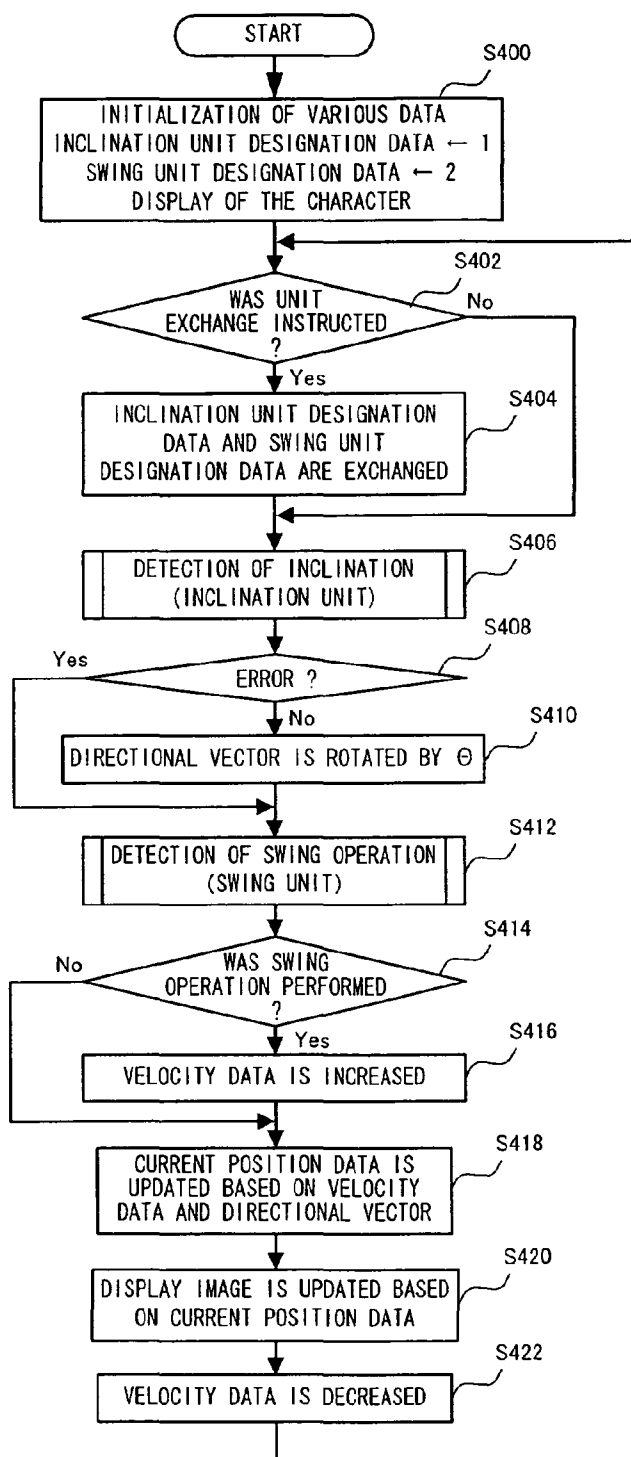 START
S400
INITIALIZATION OF VARIOUS DATA
INCLINATION UNIT DESIGNATION DATA ← 1
SWING UNIT DESIGNATION DATA ← 2
DISPLAY OF THE CHARACTER
S402
WAS UNIT
EXCHANGE INSTRUCTED
?
No
Yes
S404
INCLINATION UNIT DESIGNATION
DATA AND SWING UNIT
DESIGNATION DATA ARE EXCHANGED
S406
DETECTION OF INCLINATION
(INCLINATION UNIT)
S408
Yes
ERROR ?
No
S410
DIRECTIONAL VECTOR IS ROTATED BY Θ
S412
DETECTION OF SWING OPERATION
(SWING UNIT)
S414
No
WAS SWING
OPERATION PERFORMED
?
Yes
S416
VELOCITY DATA IS INCREASED
S418
CURRENT POSITION DATA IS
UPDATED BASED ON VELOCITY
DATA AND DIRECTIONAL VECTOR
S420
DISPLAY IMAGE IS UPDATED BASED
ON CURRENT POSITION DATA
S422
VELOCITY DATA IS DECREASED